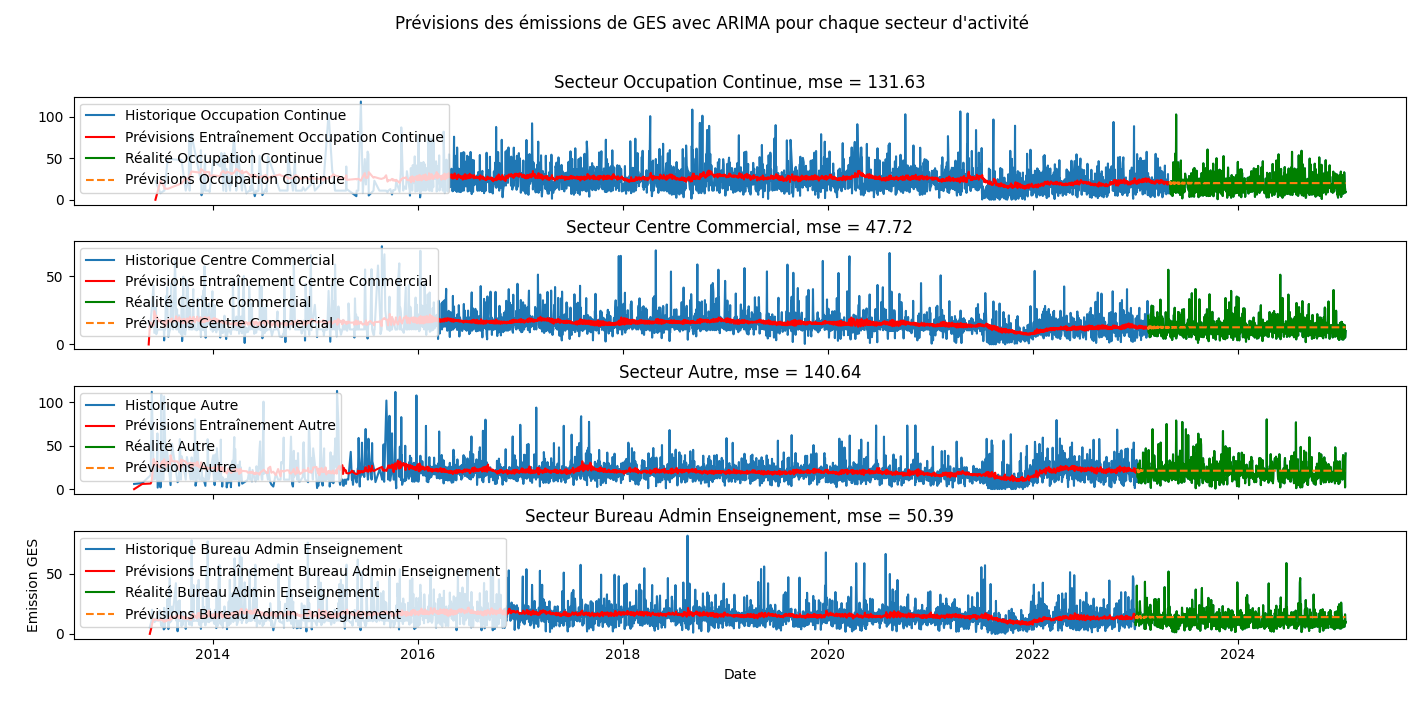 Prévisions des émissions de GES avec ARIMA pour chaque secteur d'activité
Secteur Occupation Continue, mse = 131.63
100
50
0
Historique Occupation Continue
Prévisions Entraînement Occupation Continue
Réalité Occupation Continue
Prévisions Occupation Continue
Secteur Centre Commercial, mse = 47.72
50
0
Historique Centre Commercial
Prévisions Entraînement Centre Commercial
Réalité Centre Commercial
Prévisions Centre Commercial
Secteur Autre, mse = 140.64
100
50
0
Historique Autre
Prévisions Entraînement Autre
Réalité Autre
Prévisions Autre
Secteur Bureau Admin Enseignement, mse = 50.39
Emission GES
50
0
Historique Bureau Admin Enseignement
Prévisions Entraînement Bureau Admin Enseignement
Réalité Bureau Admin Enseignement
Prévisions Bureau Admin Enseignement
2014 2016 2018 2020 2022 2024
Date